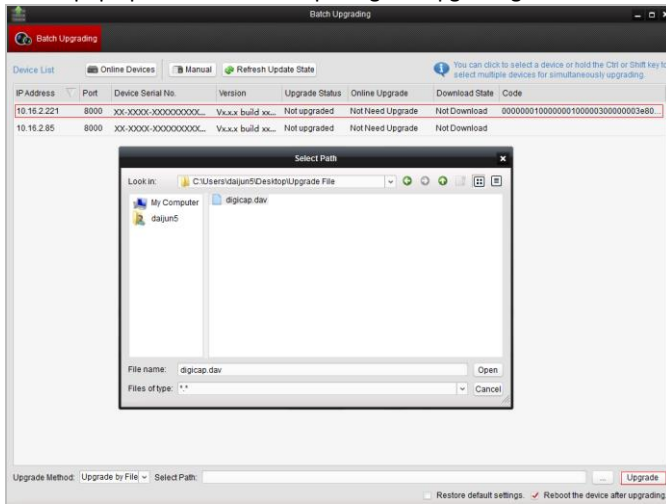 Batch Upgrading
Batch Upgrading
Device List Online Devices Manual Refresh Update State You can click to select a device or hold the Ctrl or Shift key to
select multiple devices for simultaneously upgrading.
IP Address Port Device Serial No. Version Upgrade Status Online Upgrade Download State Code
10.16.2.221 8000 XX-XXXX-XXXXXXXXX... Vx.x.x build xx... Not upgraded Not Need Upgrade Not Download
10.16.2.85 8000 XX-XXXX-XXXXXXXXX... Vx.x.x build xx... Not upgraded Not Need Upgrade Not Download
Select Path
Look in: C:\Users\daijun5\Desktop\Upgrade File
My Computer digicap.dav
daijun5
File name: digicap.dav Open
Files of type: *.* Cancel
Upgrade Method: Upgrade by File Select Path: ... Upgrade
Restore default settings. Reboot the device after upgrading.